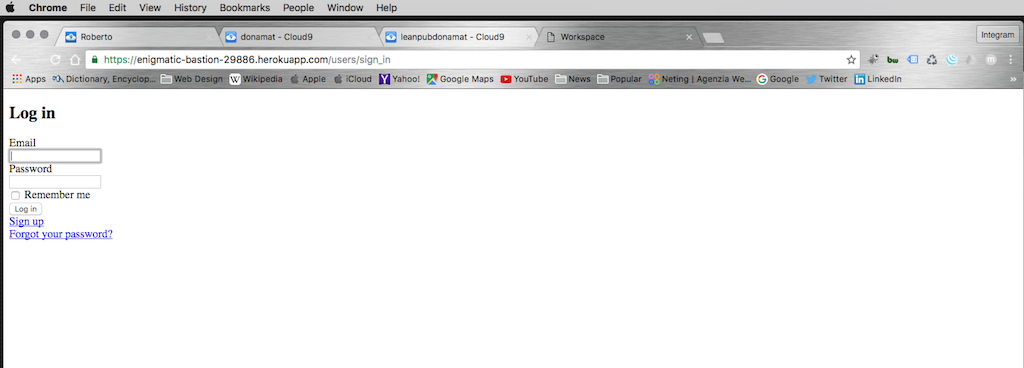 Chrome File Edit View History Bookmarks People Window Help
Roberto donamat - Cloud9 leanpubdonamat - Cloud9 Workspace Integram
https://enigmatic-bastion-29886.herokuapp.com/users/sign_in
Apps Dictionary, Encyclop... Web Design Wikipedia Apple iCloud Yahoo! Google Maps YouTube News Popular Neting | Agenzia We... Google Twitter LinkedIn »
Log in
Email
Password
Remember me
Log in
Sign up
Forgot your password?